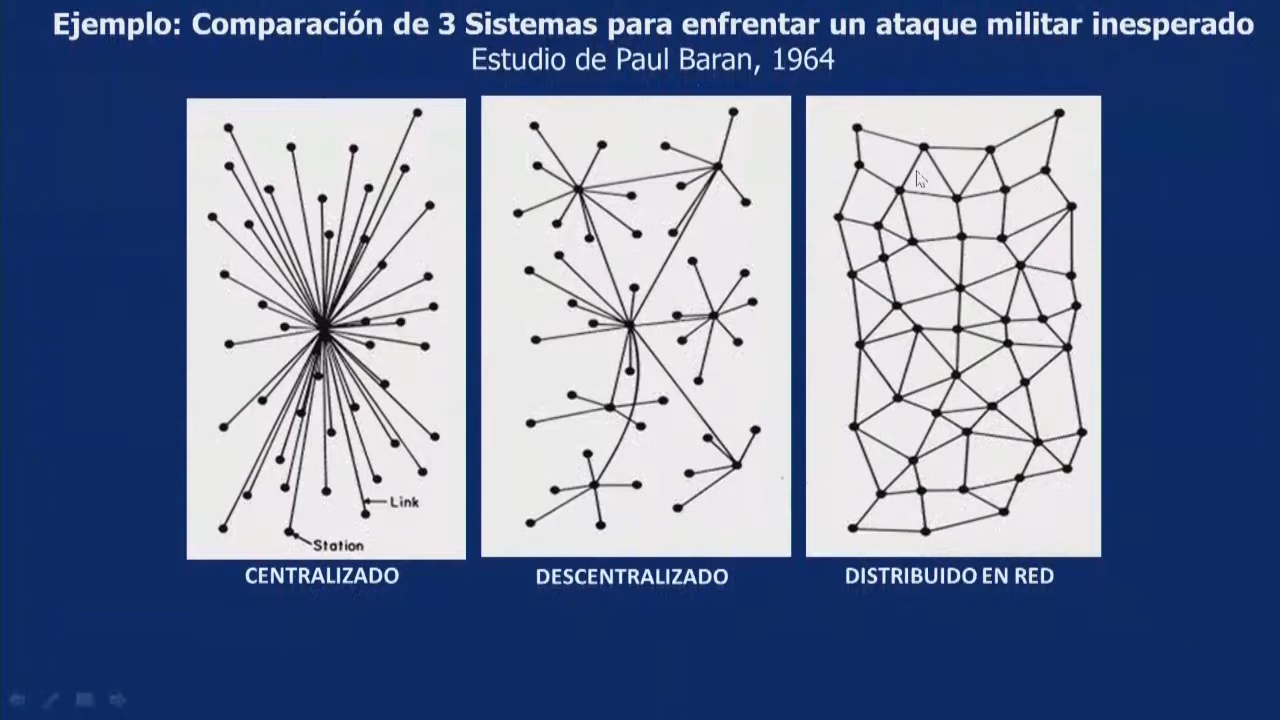 Ejemplo: Comparación de 3 Sistemas para enfrentar un ataque militar inesperado
Estudio de Paul Baran, 1964
Link
Station
CENTRALIZADO
DESCENTRALIZADO
DISTRIBUIDO EN RED